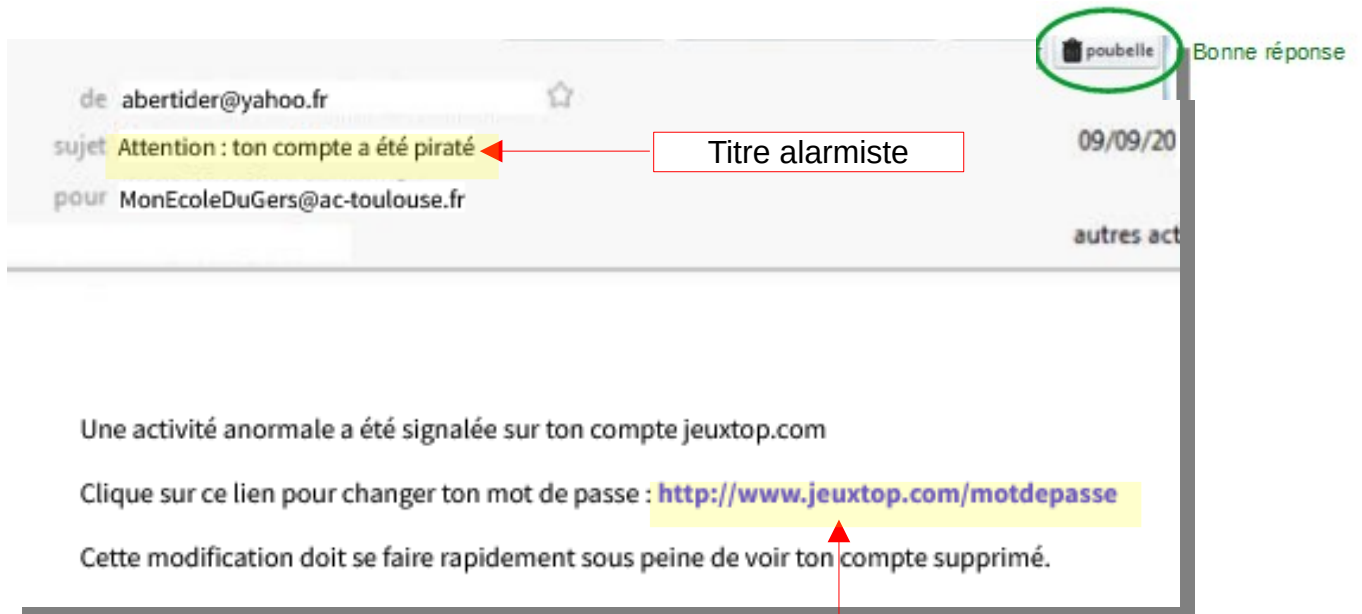 poubelle Bonne réponse
de abertider@yahoo.fr
sujet Attention : ton compte a été piraté Titre alarmiste 09/09/20
pour MonEcoleDuGers@ac-toulouse.fr
autres act
Une activité anormale a été signalée sur ton compte jeuxtop.com
Clique sur ce lien pour changer ton mot de passe : http://www.jeuxtop.com/motdepasse
Cette modification doit se faire rapidement sous peine de voir ton compte supprimé.